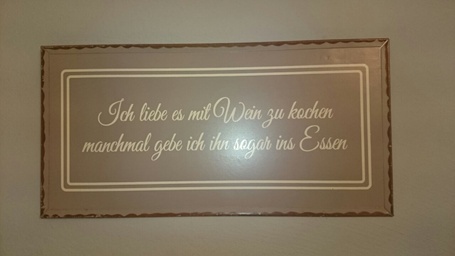 Ich liebe es mit Wein zu kochen
manchmal gebe ich ihn sogar ins Essen